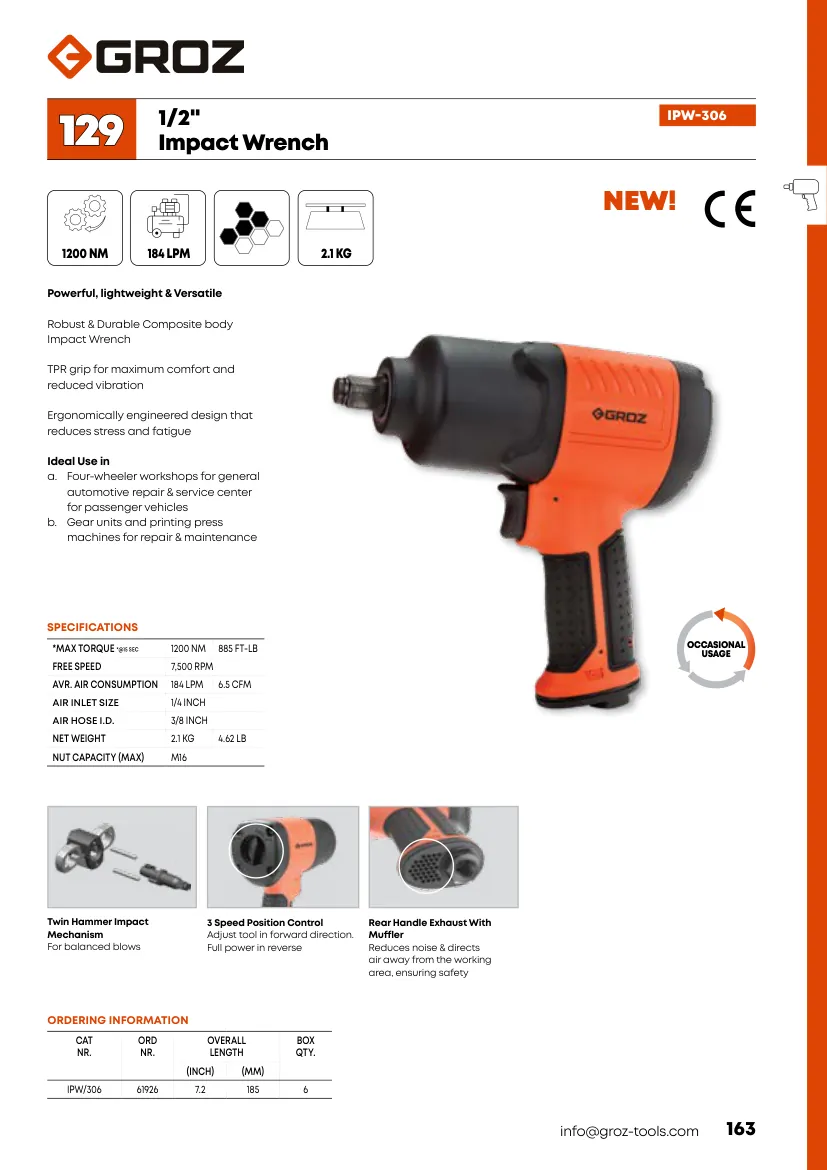 GROZ
129
1/2"
Impact Wrench
IPW-306
1200 NM
184 LPM
2.1 KG
NEW!
CE
Powerful, lightweight & Versatile
Robust & Durable Composite body
Impact Wrench
TPR grip for maximum comfort and
reduced vibration
Ergonomically engineered design that
reduces stress and fatigue
Ideal Use in
a. Four-wheeler workshops for general
automotive repair & service center
for passenger vehicles
b. Gear units and printing press
machines for repair & maintenance
GROZ
OCCASIONAL
USAGE
SPECIFICATIONS
*MAX TORQUE *@15 SEC 1200 NM 885 FT-LB
FREE SPEED 7,500 RPM
AVR. AIR CONSUMPTION 184 LPM 6.5 CFM
AIR INLET SIZE 1/4 INCH
AIR HOSE I.D. 3/8 INCH
NET WEIGHT 2.1 KG 4.62 LB
NUT CAPACITY (MAX) M16
GROZ
Twin Hammer Impact
Mechanism
For balanced blows
3 Speed Position Control
Adjust tool in forward direction.
Full power in reverse
Rear Handle Exhaust With
Muffler
Reduces noise & directs
air away from the working
area, ensuring safety
ORDERING INFORMATION
CAT NR. ORD NR. OVERALL LENGTH BOX QTY.
(INCH) (MM)
IPW/306 61926 7.2 185 6
info@groz-tools.com 163